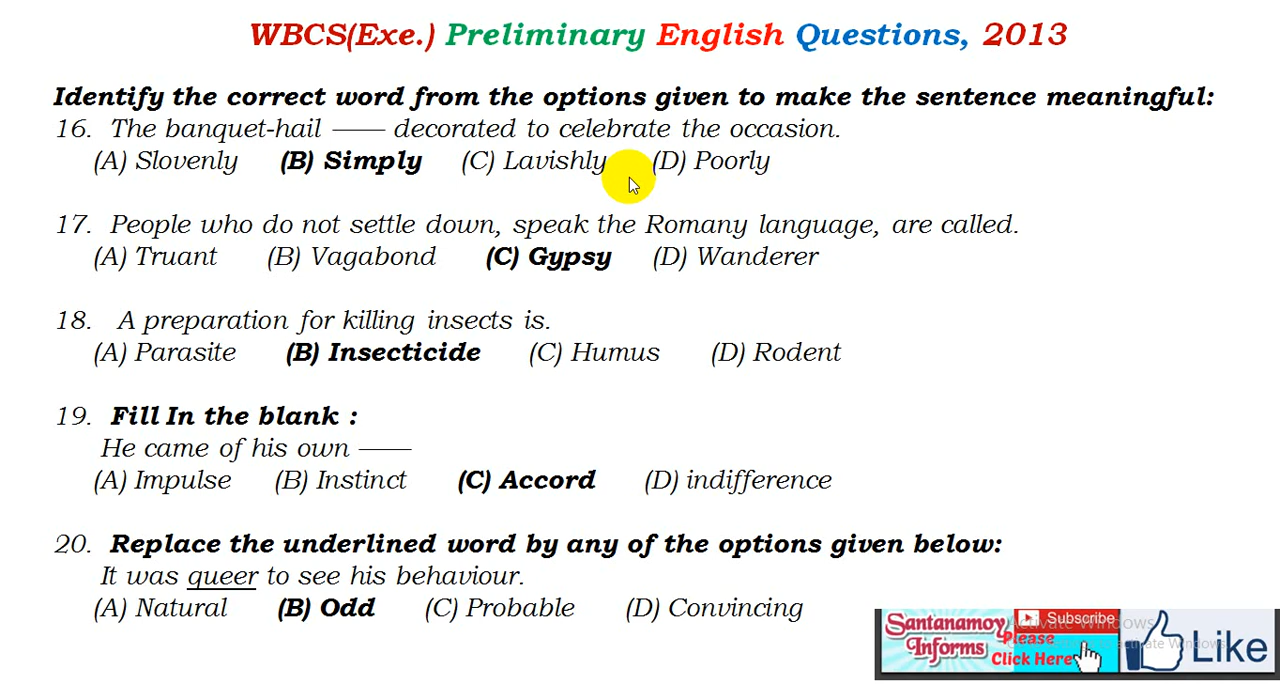 WBCS(Exe.) Preliminary English Questions, 2013
Identify the correct word from the options given to make the sentence meaningful:
16. The banquet-hail —— decorated to celebrate the occasion.
(A) Slovenly (B) Simply (C) Lavishly (D) Poorly
17. People who do not settle down, speak the Romany language, are called.
(A) Truant (B) Vagabond (C) Gypsy (D) Wanderer
18. A preparation for killing insects is.
(A) Parasite (B) Insecticide (C) Humus (D) Rodent
19. Fill In the blank :
He came of his own ——
(A) Impulse (B) Instinct (C) Accord (D) indifference
20. Replace the underlined word by any of the options given below:
It was queer to see his behaviour.
(A) Natural (B) Odd (C) Probable (D) Convincing
Santanamoy Informs
Subscribe
Please
Click Here
Like
Activate Windows